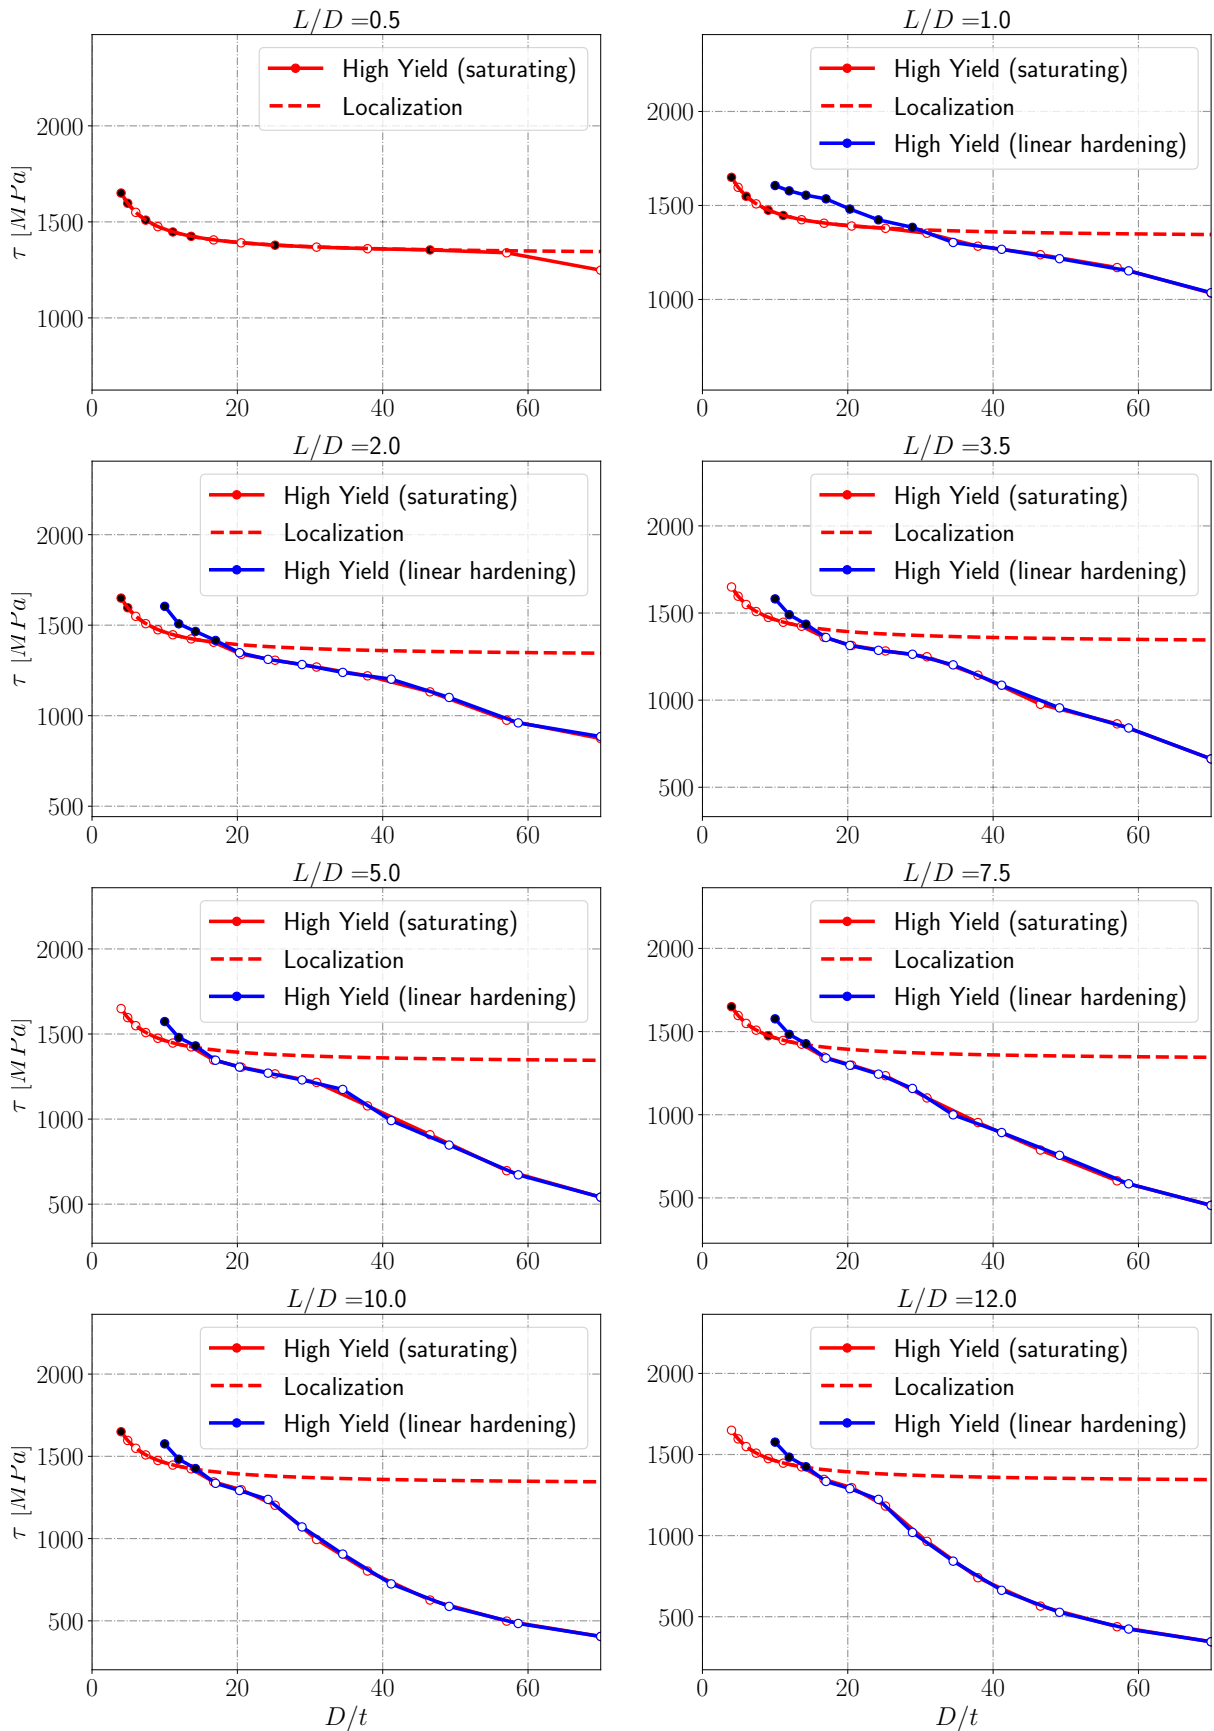 L/D =0.5
High Yield (saturating)
Localization
2000
1500
1000
τ [MPa]
0 20 40 60
L/D =1.0
High Yield (saturating)
Localization
High Yield (linear hardening)
2000
1500
1000
0 20 40 60
L/D =2.0
High Yield (saturating)
Localization
High Yield (linear hardening)
2000
1500
1000
500
τ [MPa]
0 20 40 60
L/D =3.5
High Yield (saturating)
Localization
High Yield (linear hardening)
2000
1500
1000
500
0 20 40 60
L/D =5.0
High Yield (saturating)
Localization
High Yield (linear hardening)
2000
1500
1000
500
τ [MPa]
0 20 40 60
L/D =7.5
High Yield (saturating)
Localization
High Yield (linear hardening)
2000
1500
1000
500
0 20 40 60
L/D =10.0
High Yield (saturating)
Localization
High Yield (linear hardening)
2000
1500
1000
500
τ [MPa]
0 20 40 60
D/t
L/D =12.0
High Yield (saturating)
Localization
High Yield (linear hardening)
2000
1500
1000
500
0 20 40 60
D/t